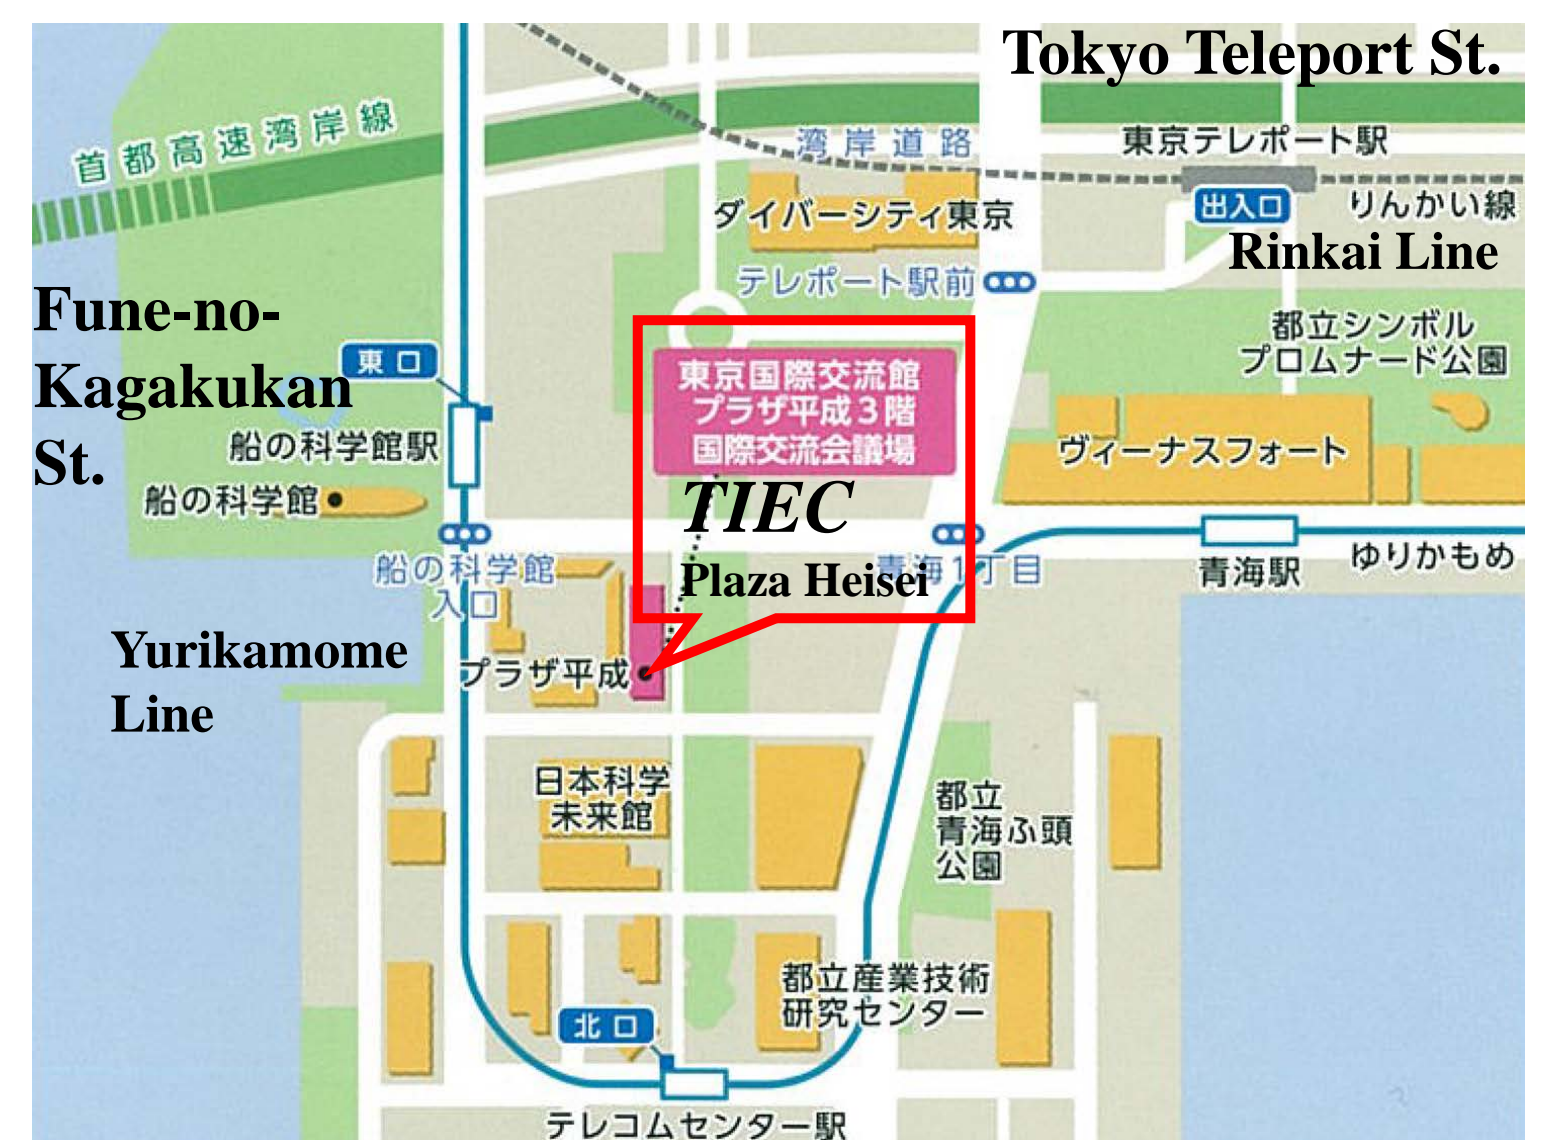 Tokyo Teleport St.
首都高速湾岸線
湾岸道路
東京テレポート駅
ダイバーシティ東京
出入口
りんかい線
Rinkai Line
テレポート駅前
Fune-no-
Kagakukan
St.
東口
都立シンボル
プロムナード公園
東京国際交流館
プラザ平成3階
国際交流会議場
船の科学館駅
ヴィーナスフォート
船の科学館
TIEC
Plaza Heisei
船の科学館
入口
青海1丁目
青海駅
ゆりかもめ
Yurikamome
Line
プラザ平成
日本科学
未来館
都立
青海ふ頭
公園
都立産業技術
研究センター
北口
テレコムセンター駅